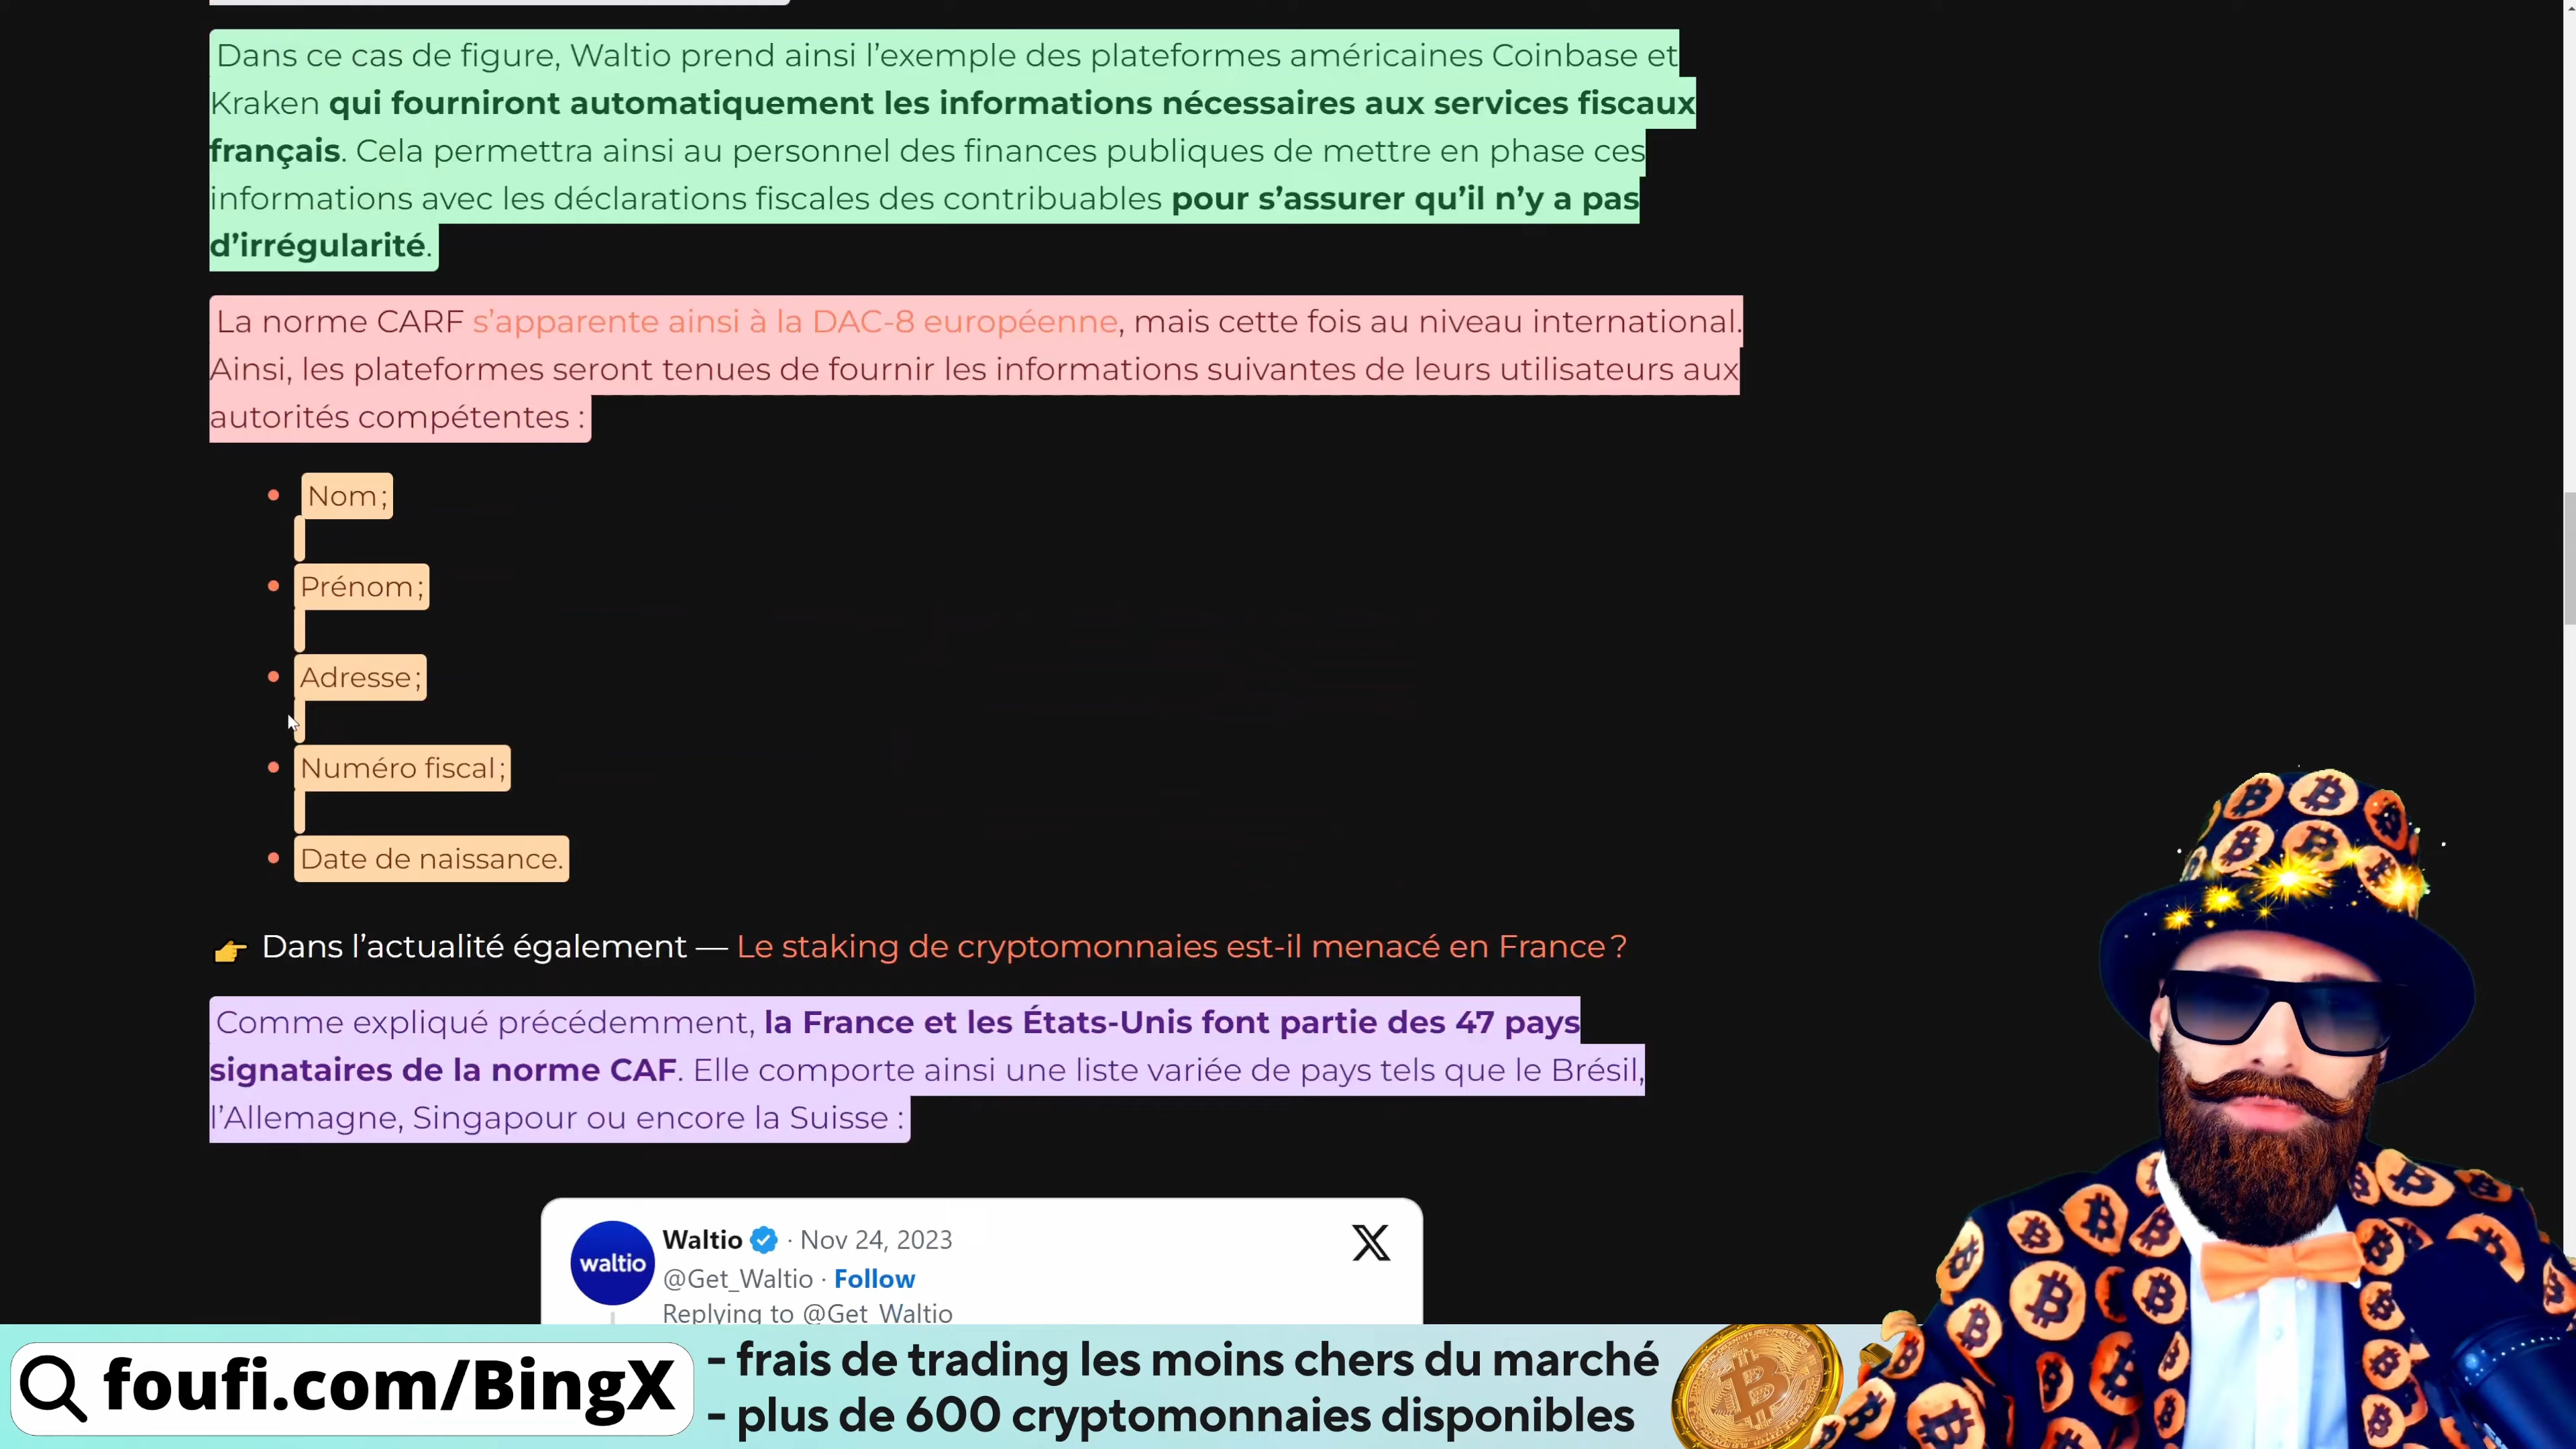 Dans ce cas de figure, Waltio prend ainsi l’exemple des plateformes américaines Coinbase et
Kraken qui fourniront automatiquement les informations nécessaires aux services fiscaux
français. Cela permettra ainsi au personnel des finances publiques de mettre en phase ces
informations avec les déclarations fiscales des contribuables pour s’assurer qu’il n’y a pas
d’irrégularité.
La norme CARF s’apparente ainsi à la DAC-8 européenne, mais cette fois au niveau international.
Ainsi, les plateformes seront tenues de fournir les informations suivantes de leurs utilisateurs aux
autorités compétentes :
• Nom ;
• Prénom ;
• Adresse ;
• Numéro fiscal ;
• Date de naissance.
👉 Dans l’actualité également — Le staking de cryptomonnaies est-il menacé en France ?
Comme expliqué précédemment, la France et les États-Unis font partie des 47 pays
signataires de la norme CAF. Elle comporte ainsi une liste variée de pays tels que le Brésil,
l’Allemagne, Singapour ou encore la Suisse :
waltio
Waltio · Nov 24, 2023
@Get_Waltio · Follow
Replying to @Get_Waltio
foufi.com/BingX
- frais de trading les moins chers du marché
- plus de 600 cryptomonnaies disponibles